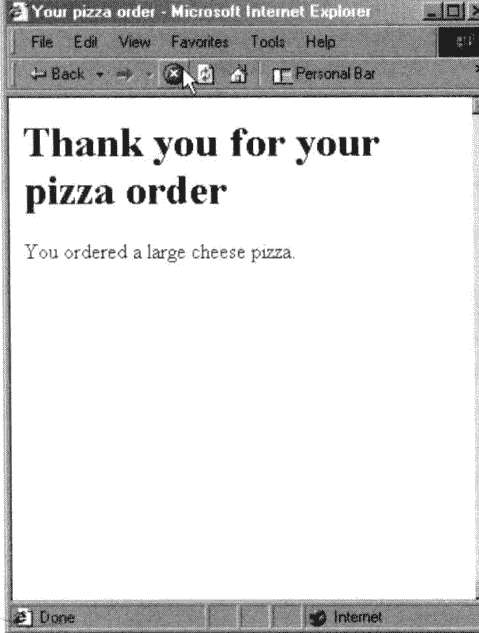 Your pizza order - Microsoft Internet Explorer
File Edit View Favorites Tools Help
Back Personal Bar
Thank you for your
pizza order
You ordered a large cheese pizza.
Done Internet